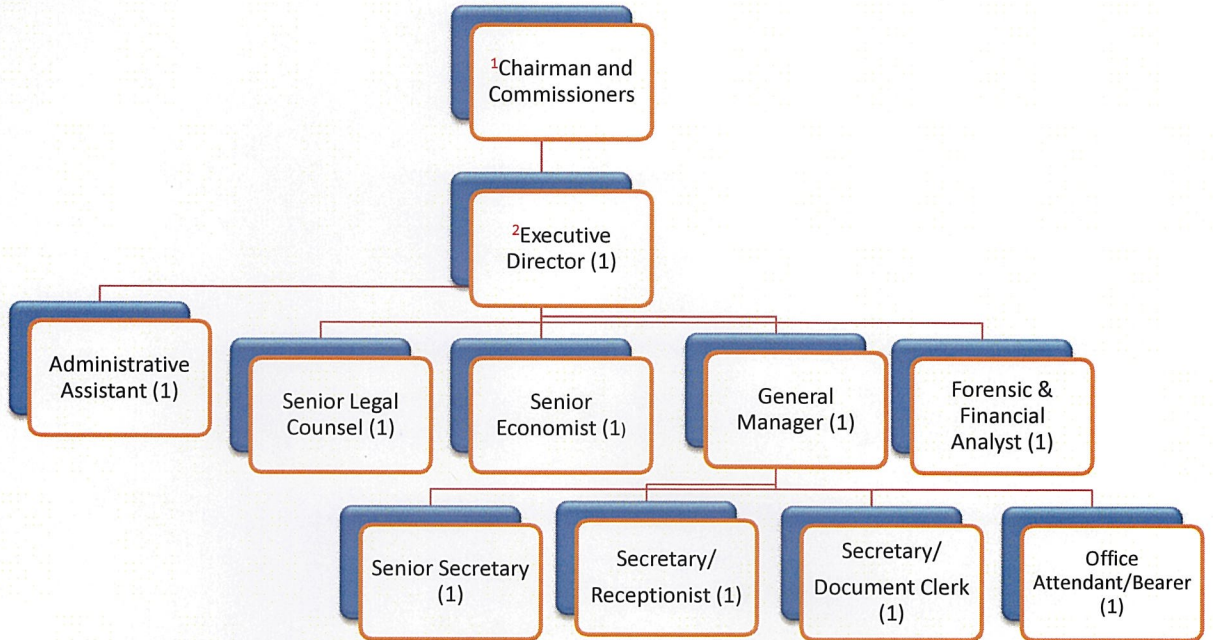 ¹Chairman and
Commissioners
²Executive
Director (1)
Administrative
Assistant (1)
Senior Legal
Counsel (1)
Senior
Economist (1)
General
Manager (1)
Forensic &
Financial
Analyst (1)
Senior Secretary
(1)
Secretary/
Receptionist (1)
Secretary/
Document Clerk
(1)
Office
Attendant/Bearer
(1)